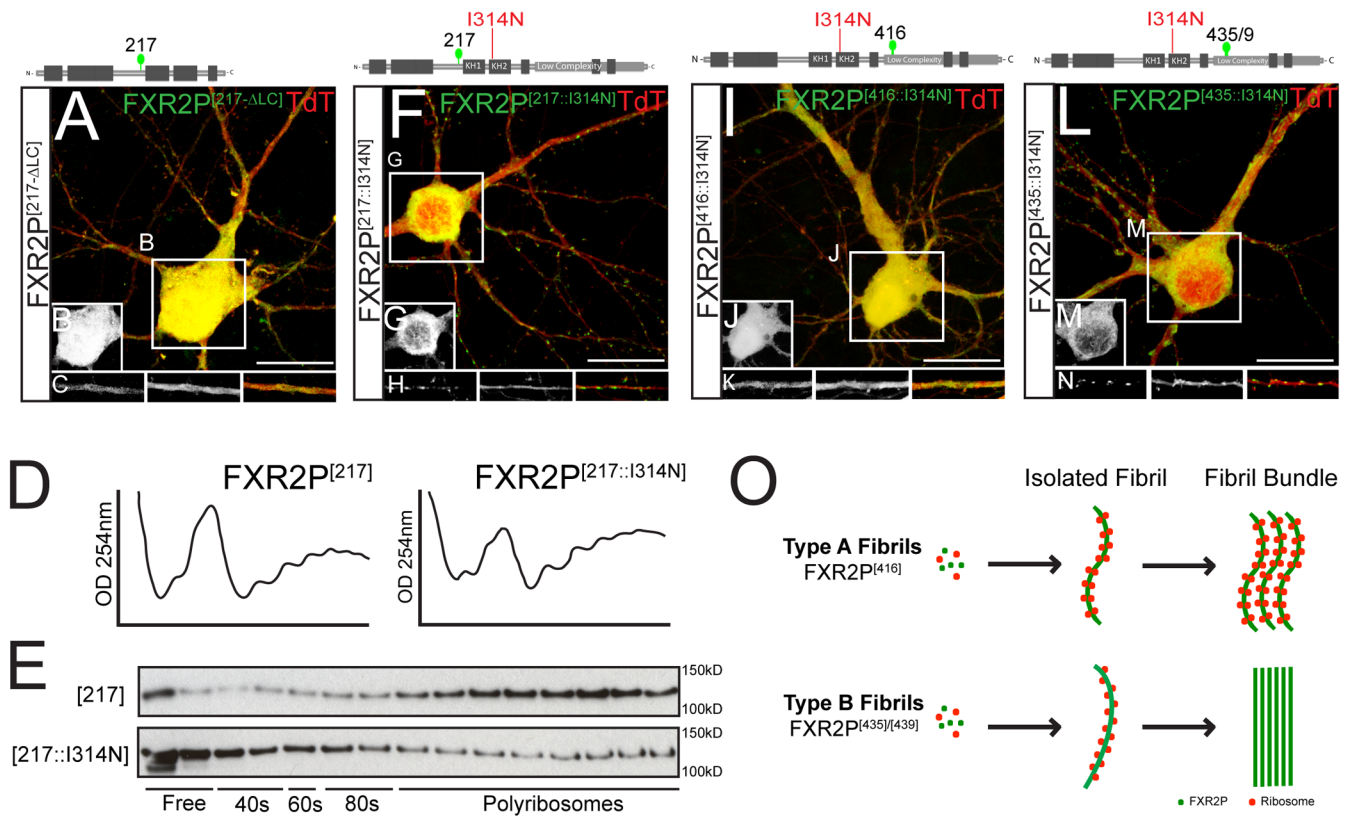 I314N
217
N -
- C
FXR2P[217-ΔLC]
A
FXR2P[217-ΔLC] TdT
B
B
C
I314N
217
N -
KH1
KH2
Low Complexity
- C
FXR2P[217::I314N]
F
FXR2P[217::I314N] TdT
G
G
H
I314N
416
N -
KH1
KH2
Low Complexity
- C
FXR2P[416::I314N]
I
FXR2P[416::I314N] TdT
J
J
K
I314N
435/9
N -
KH1
KH2
Low Complexity
- C
FXR2P[435::I314N]
L
FXR2P[435::I314N] TdT
M
M
N
D
FXR2P[217]
OD 254nm
FXR2P[217::I314N]
OD 254nm
E
[217]
150kD
100kD
[217::I314N]
150kD
100kD
Free
40s
60s
80s
Polyribosomes
O
Isolated Fibril
Fibril Bundle
Type A Fibrils
FXR2P[416]
Type B Fibrils
FXR2P[435]/[439]
FXR2P
Ribosome